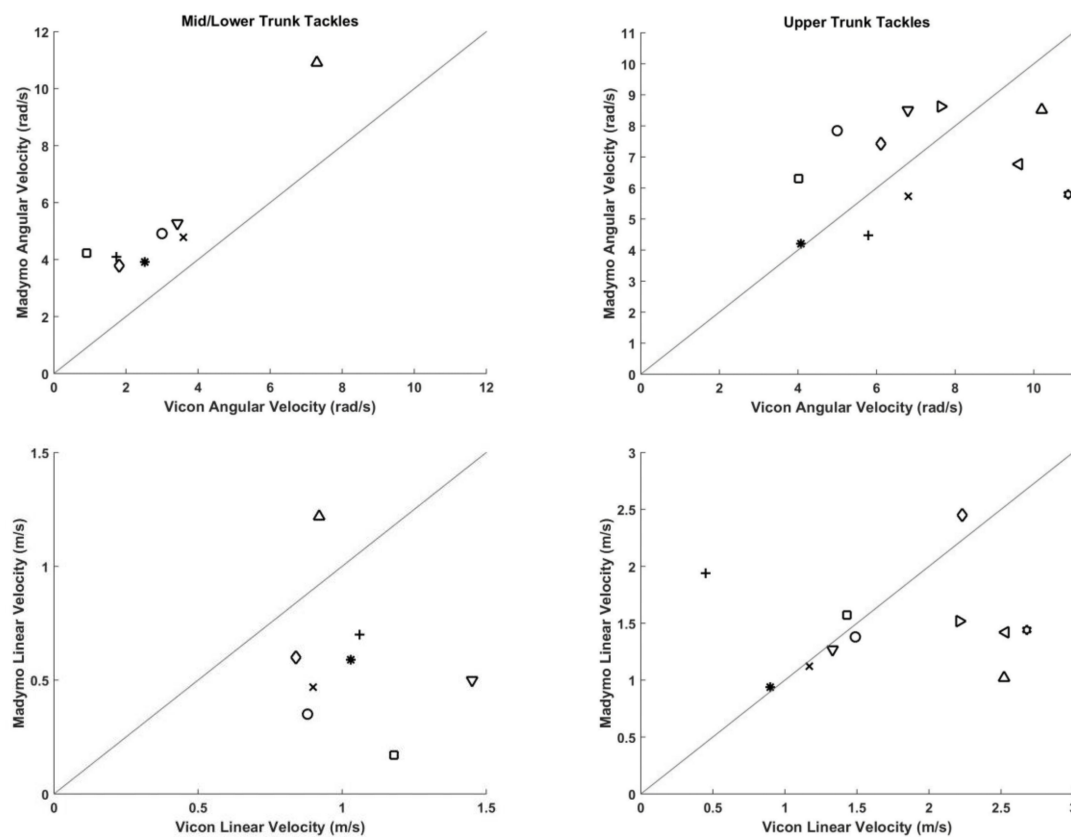 Mid/Lower Trunk Tackles
12
10
8
6
4
2
0
Madymo Angular Velocity (rad/s)
0 2 4 6 8 10 12
Vicon Angular Velocity (rad/s)
Upper Trunk Tackles
11
10
9
8
7
6
5
4
3
2
1
0
Madymo Angular Velocity (rad/s)
0 2 4 6 8 10
Vicon Angular Velocity (rad/s)
1.5
1
0.5
0
Madymo Linear Velocity (m/s)
0 0.5 1 1.5
Vicon Linear Velocity (m/s)
3
2.5
2
1.5
1
0.5
0
Madymo Linear Velocity (m/s)
0 0.5 1 1.5 2 2.5 3
Vicon Linear Velocity (m/s)